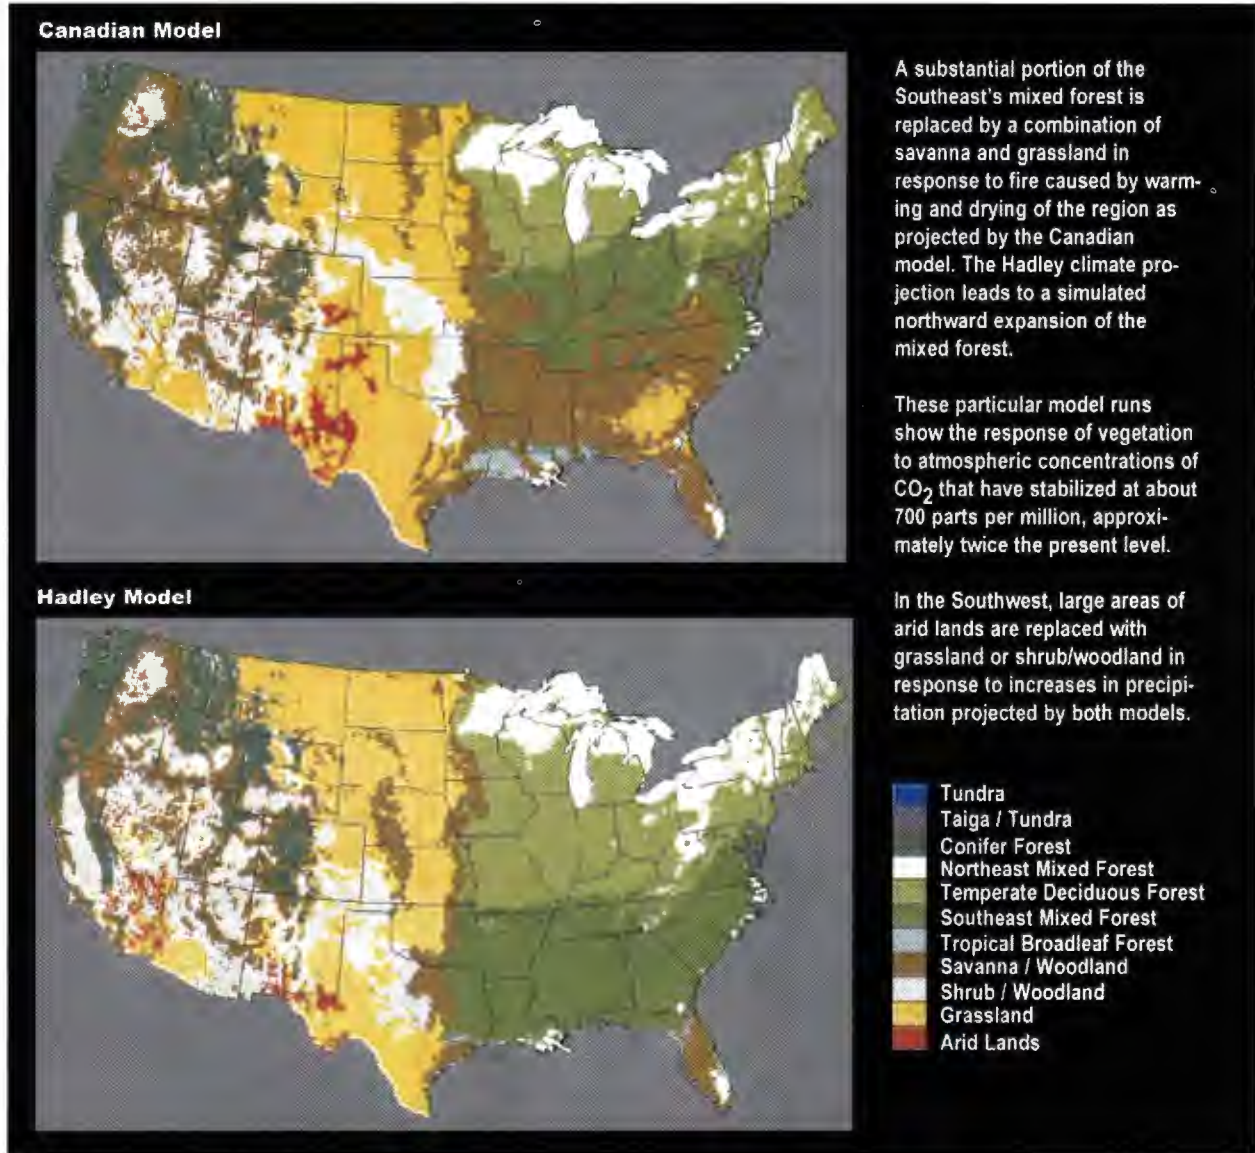 Canadian Model
A substantial portion of the
Southeast's mixed forest is
replaced by a combination of
savanna and grassland in
response to fire caused by warm-
ing and drying of the region as
projected by the Canadian
model. The Hadley climate pro-
jection leads to a simulated
northward expansion of the
mixed forest.
These particular model runs
show the response of vegetation
to atmospheric concentrations of
CO2 that have stabilized at about
700 parts per million, approxi-
mately twice the present level.
In the Southwest, large areas of
arid lands are replaced with
grassland or shrub/woodland in
response to increases in precipi-
tation projected by both models.
Hadley Model
Tundra
Taiga / Tundra
Conifer Forest
Northeast Mixed Forest
Temperate Deciduous Forest
Southeast Mixed Forest
Tropical Broadleaf Forest
Savanna / Woodland
Shrub / Woodland
Grassland
Arid Lands